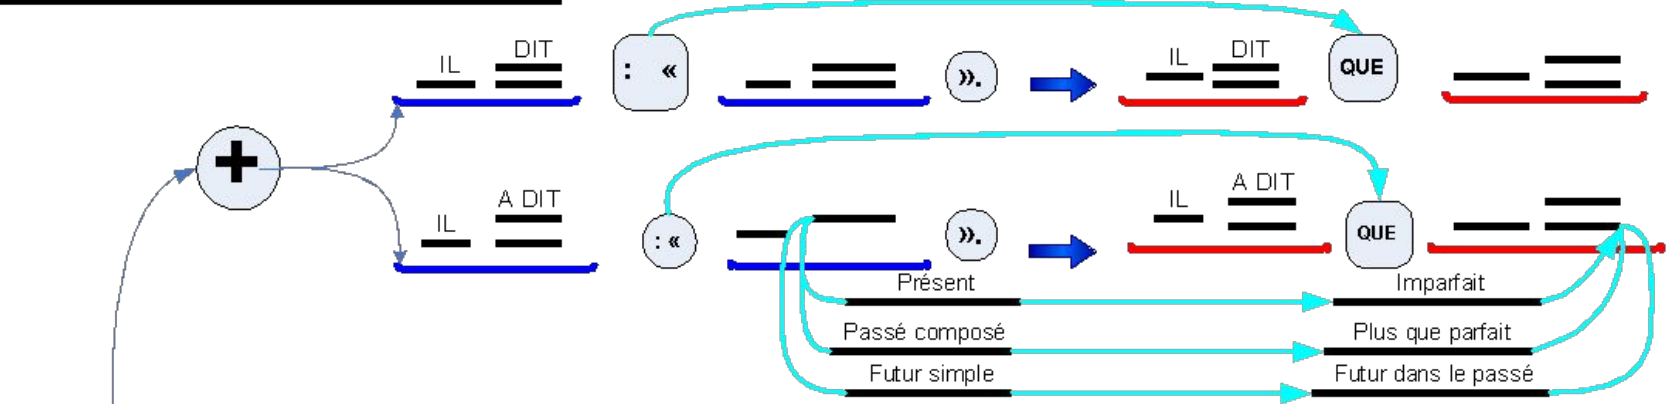 IL DIT : « ». IL DIT QUE
+
IL A DIT : « ». IL A DIT QUE
Présent Imparfait
Passé composé Plus que parfait
Futur simple Futur dans le passé